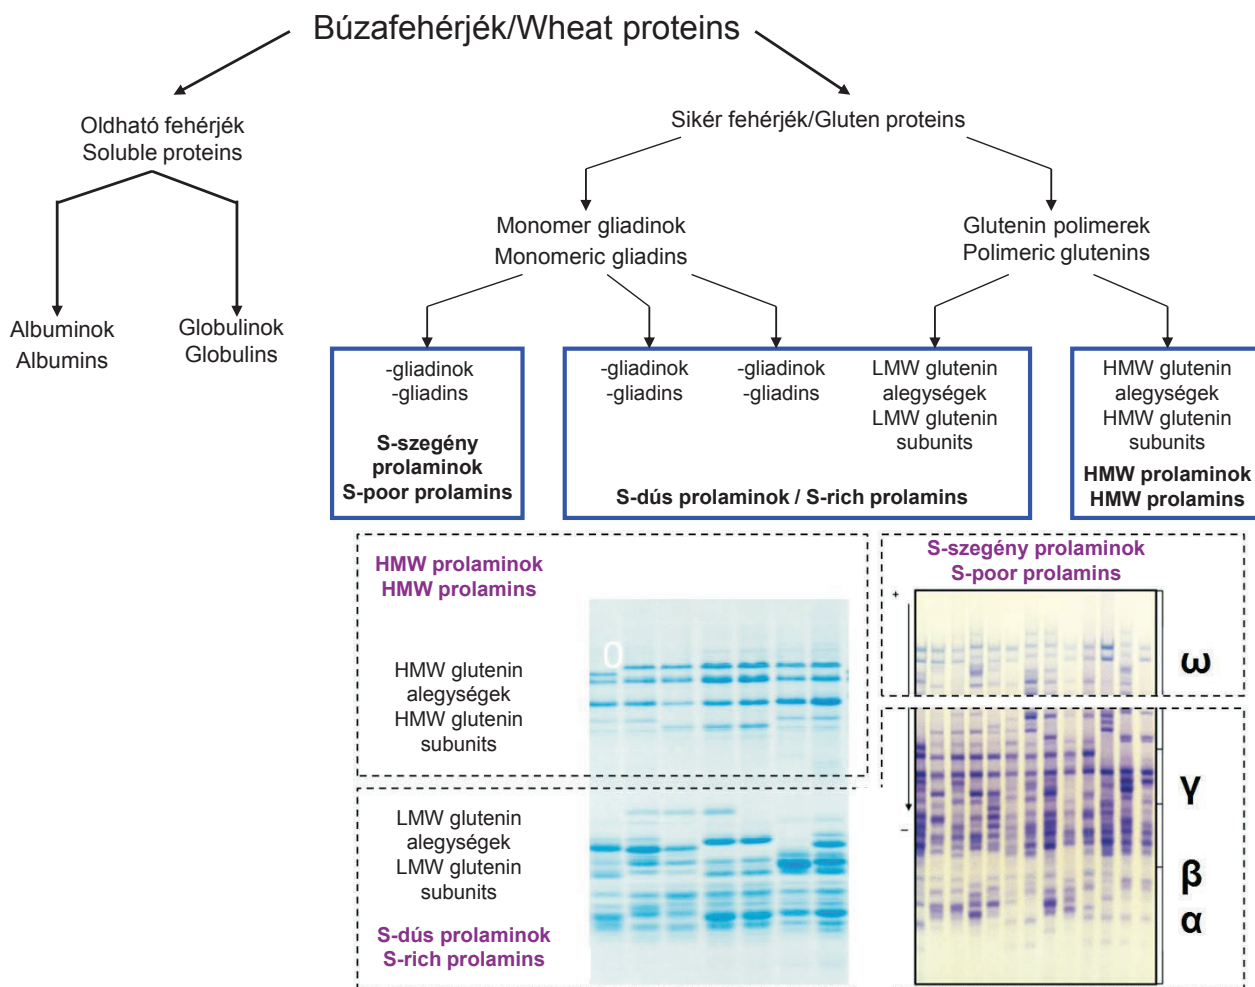 Búzafehérjék/Wheat proteins
Oldható fehérjék
Soluble proteins
Sikér fehérjék/Gluten proteins
Monomer gliadinok
Monomeric gliadins
Glutenin polimerek
Polimeric glutenins
Albuminok
Albumins
Globulinok
Globulins
-gliadinok
-gliadins
S-szegény
prolaminok
S-poor prolamins
-gliadinok
-gliadins
-gliadinok
-gliadins
LMW glutenin
alegységek
LMW glutenin
subunits
S-dús prolaminok / S-rich prolamins
HMW glutenin
alegységek
HMW glutenin
subunits
HMW prolaminok
HMW prolamins
HMW prolaminok
HMW prolamins
0
HMW glutenin
alegységek
HMW glutenin
subunits
LMW glutenin
alegységek
LMW glutenin
subunits
S-dús prolaminok
S-rich prolamins
S-szegény prolaminok
S-poor prolamins
+
ω
γ
–
β
α